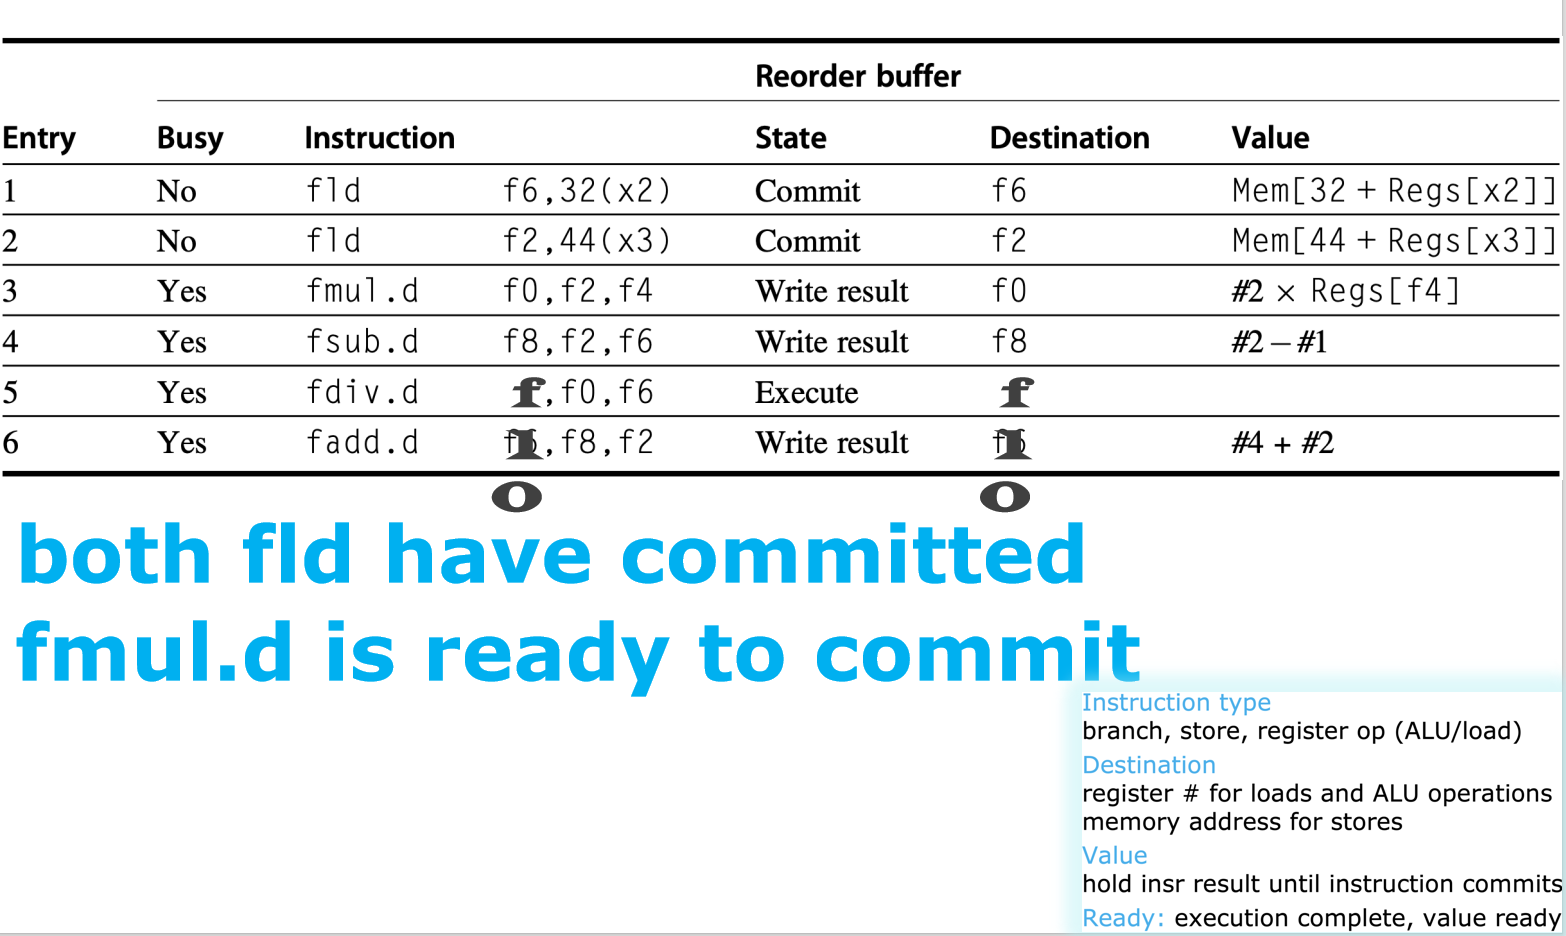 Reorder buffer
Entry Busy Instruction State Destination Value
1 No fld f6,32(x2) Commit f6 Mem[32 + Regs[x2]]
2 No fld f2,44(x3) Commit f2 Mem[44 + Regs[x3]]
3 Yes fmul.d f0,f2,f4 Write result f0 #2 × Regs[f4]
4 Yes fsub.d f8,f2,f6 Write result f8 #2 – #1
5 Yes fdiv.d f,f0,f6 Execute f
6 Yes fadd.d ,f8,f2 Write result #4 + #2
both fld have committed
fmul.d is ready to commit
Instruction type
branch, store, register op (ALU/load)
Destination
register # for loads and ALU operations
memory address for stores
Value
hold insr result until instruction commits
Ready: execution complete, value ready